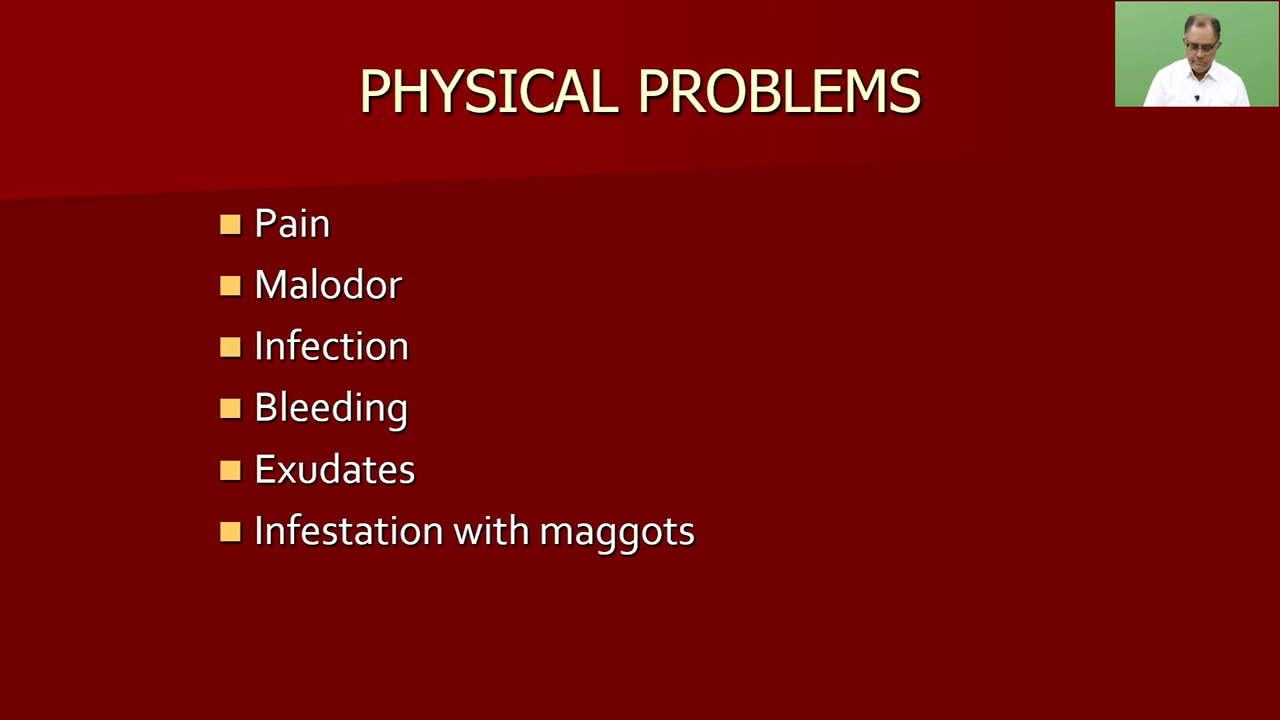 PHYSICAL PROBLEMS
Pain
Malodor
Infection
Bleeding
Exudates
Infestation with maggots